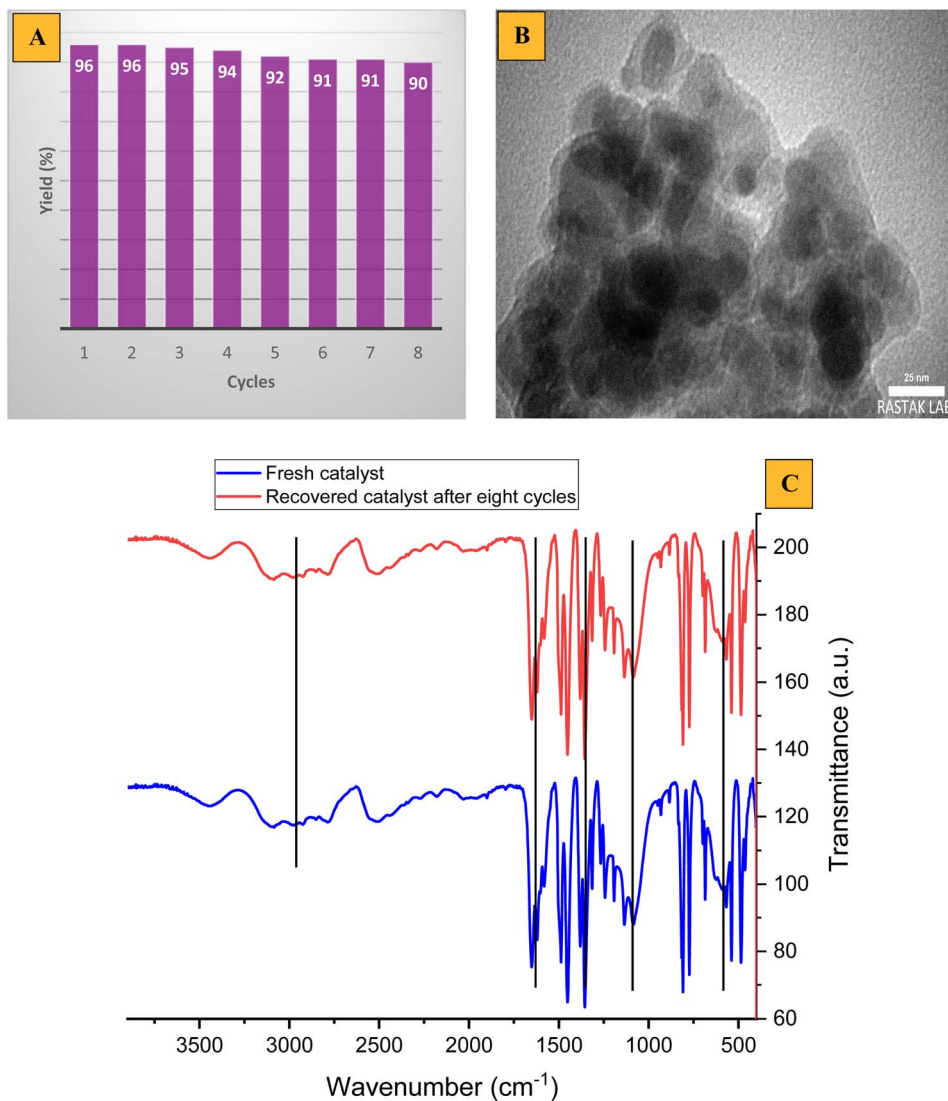 A
96 96 95 94 92 91 91 90
Yield (%)
1 2 3 4 5 6 7 8
Cycles
B
25 nm
RASTAK LAB
C
Fresh catalyst
Recovered catalyst after eight cycles
200
180
160
140
120
100
80
60
Transmittance (a.u.)
3500 3000 2500 2000 1500 1000 500
Wavenumber (cm⁻¹)